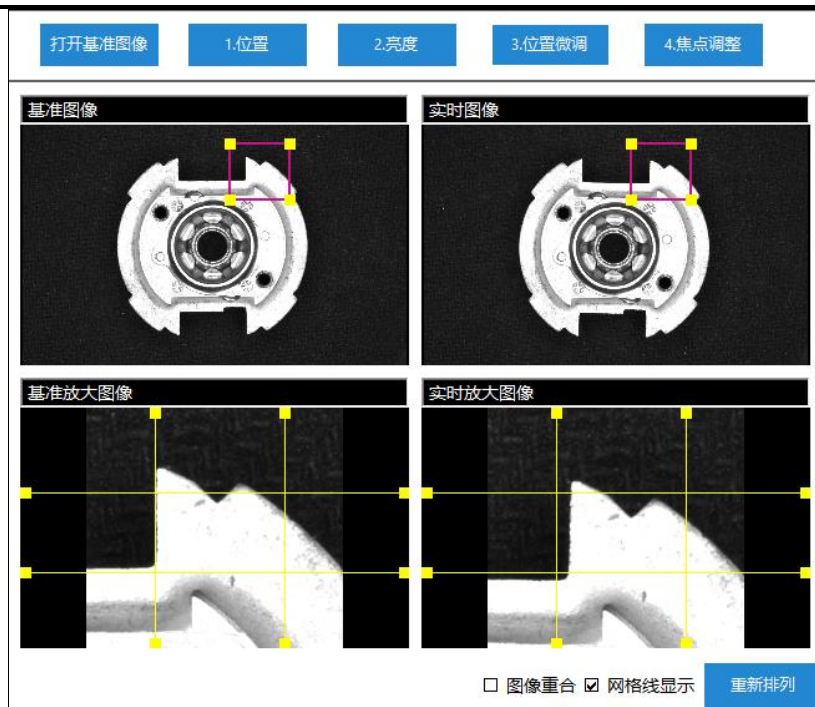 打开基准图像 1.位置 2.亮度 3.位置微调 4.焦点调整
基准图像 实时图像
基准放大图像 实时放大图像
图像重合 网格线显示 重新排列